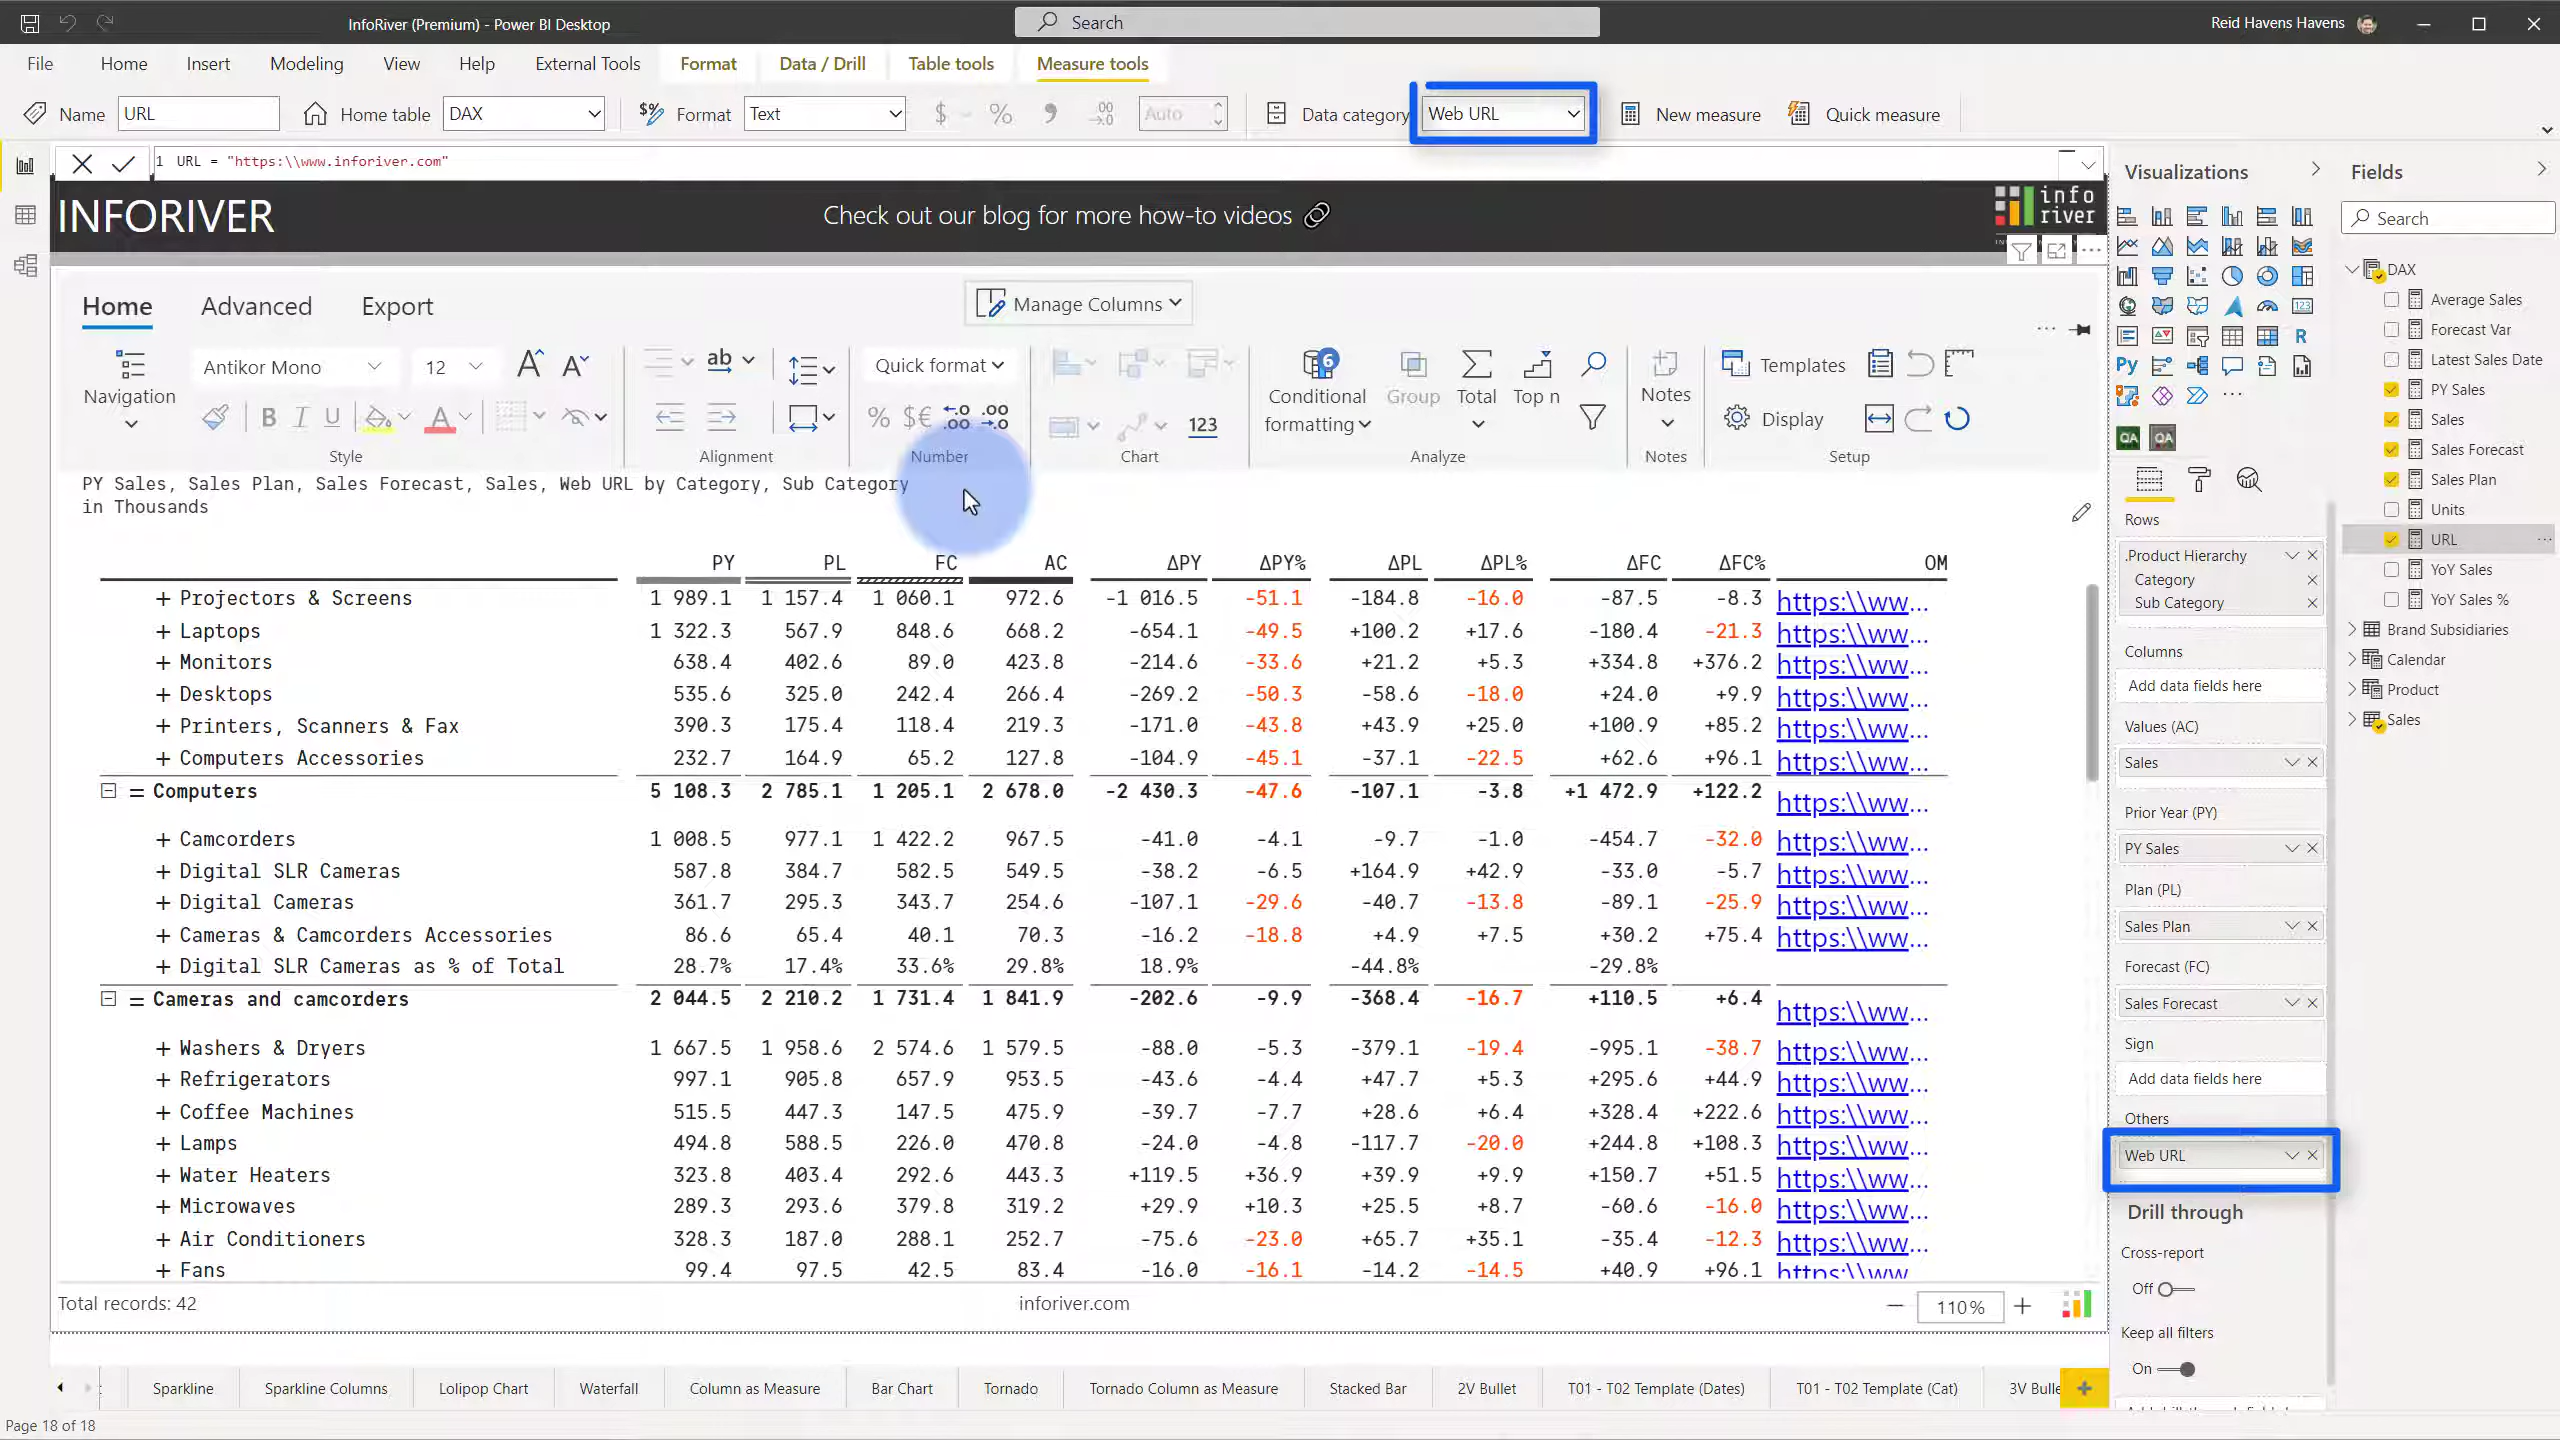 InfoRiver (Premium) - Power BI Desktop
Search
Reid Havens Havens
File Home Insert Modeling View Help External Tools Format Data / Drill Table tools Measure tools
Name URL Home table DAX Format Text $ % Auto Data category Web URL New measure Quick measure
1 URL = "https:\\www.inforiver.com"
INFORIVER Check out our blog for more how-to videos
info
river
Home Advanced Export Manage Columns
Navigation Antikor Mono 12 ab Quick format Conditional formatting 6 Group Total Top n Notes Templates
B I U A % $€ 123 Display
Style Alignment Number Chart Analyze Notes Setup
PY Sales, Sales Plan, Sales Forecast, Sales, Web URL by Category, Sub Category
in Thousands
PY PL FC AC ΔPY ΔPY% ΔPL ΔPL% ΔFC ΔFC% OM
+ Projectors & Screens 1 989.1 1 157.4 1 060.1 972.6 -1 016.5 -51.1 -184.8 -16.0 -87.5 -8.3 https:\\ww...
+ Laptops 1 322.3 567.9 848.6 668.2 -654.1 -49.5 +100.2 +17.6 -180.4 -21.3 https:\\ww...
+ Monitors 638.4 402.6 89.0 423.8 -214.6 -33.6 +21.2 +5.3 +334.8 +376.2 https:\\ww...
+ Desktops 535.6 325.0 242.4 266.4 -269.2 -50.3 -58.6 -18.0 +24.0 +9.9 https:\\ww...
+ Printers, Scanners & Fax 390.3 175.4 118.4 219.3 -171.0 -43.8 +43.9 +25.0 +100.9 +85.2 https:\\ww...
+ Computers Accessories 232.7 164.9 65.2 127.8 -104.9 -45.1 -37.1 -22.5 +62.6 +96.1 https:\\ww...
= Computers 5 108.3 2 785.1 1 205.1 2 678.0 -2 430.3 -47.6 -107.1 -3.8 +1 472.9 +122.2 https:\\ww...
+ Camcorders 1 008.5 977.1 1 422.2 967.5 -41.0 -4.1 -9.7 -1.0 -454.7 -32.0 https:\\ww...
+ Digital SLR Cameras 587.8 384.7 582.5 549.5 -38.2 -6.5 +164.9 +42.9 -33.0 -5.7 https:\\ww...
+ Digital Cameras 361.7 295.3 343.7 254.6 -107.1 -29.6 -40.7 -13.8 -89.1 -25.9 https:\\ww...
+ Cameras & Camcorders Accessories 86.6 65.4 40.1 70.3 -16.2 -18.8 +4.9 +7.5 +30.2 +75.4 https:\\ww...
+ Digital SLR Cameras as % of Total 28.7% 17.4% 33.6% 29.8% 18.9% -44.8% -29.8%
= Cameras and camcorders 2 044.5 2 210.2 1 731.4 1 841.9 -202.6 -9.9 -368.4 -16.7 +110.5 +6.4 https:\\ww...
+ Washers & Dryers 1 667.5 1 958.6 2 574.6 1 579.5 -88.0 -5.3 -379.1 -19.4 -995.1 -38.7 https:\\ww...
+ Refrigerators 997.1 905.8 657.9 953.5 -43.6 -4.4 +47.7 +5.3 +295.6 +44.9 https:\\ww...
+ Coffee Machines 515.5 447.3 147.5 475.9 -39.7 -7.7 +28.6 +6.4 +328.4 +222.6 https:\\ww...
+ Lamps 494.8 588.5 226.0 470.8 -24.0 -4.8 -117.7 -20.0 +244.8 +108.3 https:\\ww...
+ Water Heaters 323.8 403.4 292.6 443.3 +119.5 +36.9 +39.9 +9.9 +150.7 +51.5 https:\\ww...
+ Microwaves 289.3 293.6 379.8 319.2 +29.9 +10.3 +25.5 +8.7 -60.6 -16.0 https:\\ww...
+ Air Conditioners 328.3 187.0 288.1 252.7 -75.6 -23.0 +65.7 +35.1 -35.4 -12.3 https:\\ww...
+ Fans 99.4 97.5 42.5 83.4 -16.0 -16.1 -14.2 -14.5 +40.9 +96.1 https:\\ww
Total records: 42 inforiver.com 110%
Sparkline Sparkline Columns Lolipop Chart Waterfall Column as Measure Bar Chart Tornado Tornado Column as Measure Stacked Bar 2V Bullet T01 - T02 Template (Dates) T01 - T02 Template (Cat) 3V Bulle
Page 18 of 18
Visualizations
123
R
Py
QA QA
Rows
.Product Hierarchy
Category
Sub Category
Columns
Add data fields here
Values (AC)
Sales
Prior Year (PY)
PY Sales
Plan (PL)
Sales Plan
Forecast (FC)
Sales Forecast
Sign
Add data fields here
Others
Web URL
Drill through
Cross-report
Off
Keep all filters
On
Fields
Search
DAX
Average Sales
Forecast Var
Latest Sales Date
PY Sales
Sales
Sales Forecast
Sales Plan
Units
URL
YoY Sales
YoY Sales %
Brand Subsidiaries
Calendar
Product
Sales